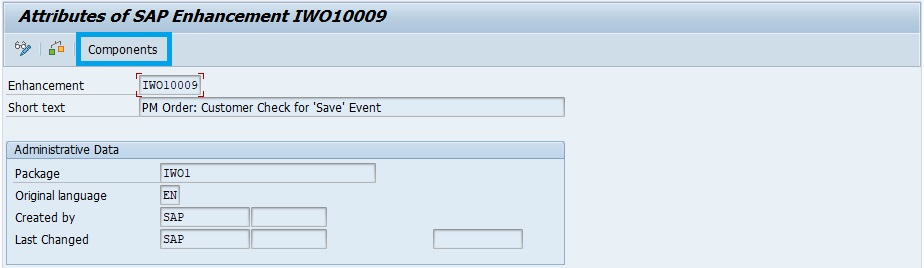 Attributes of SAP Enhancement IWO10009
Components
Enhancement IWO10009
Short text PM Order: Customer Check for 'Save' Event
Administrative Data
Package IWO1
Original language EN
Created by SAP
Last Changed SAP